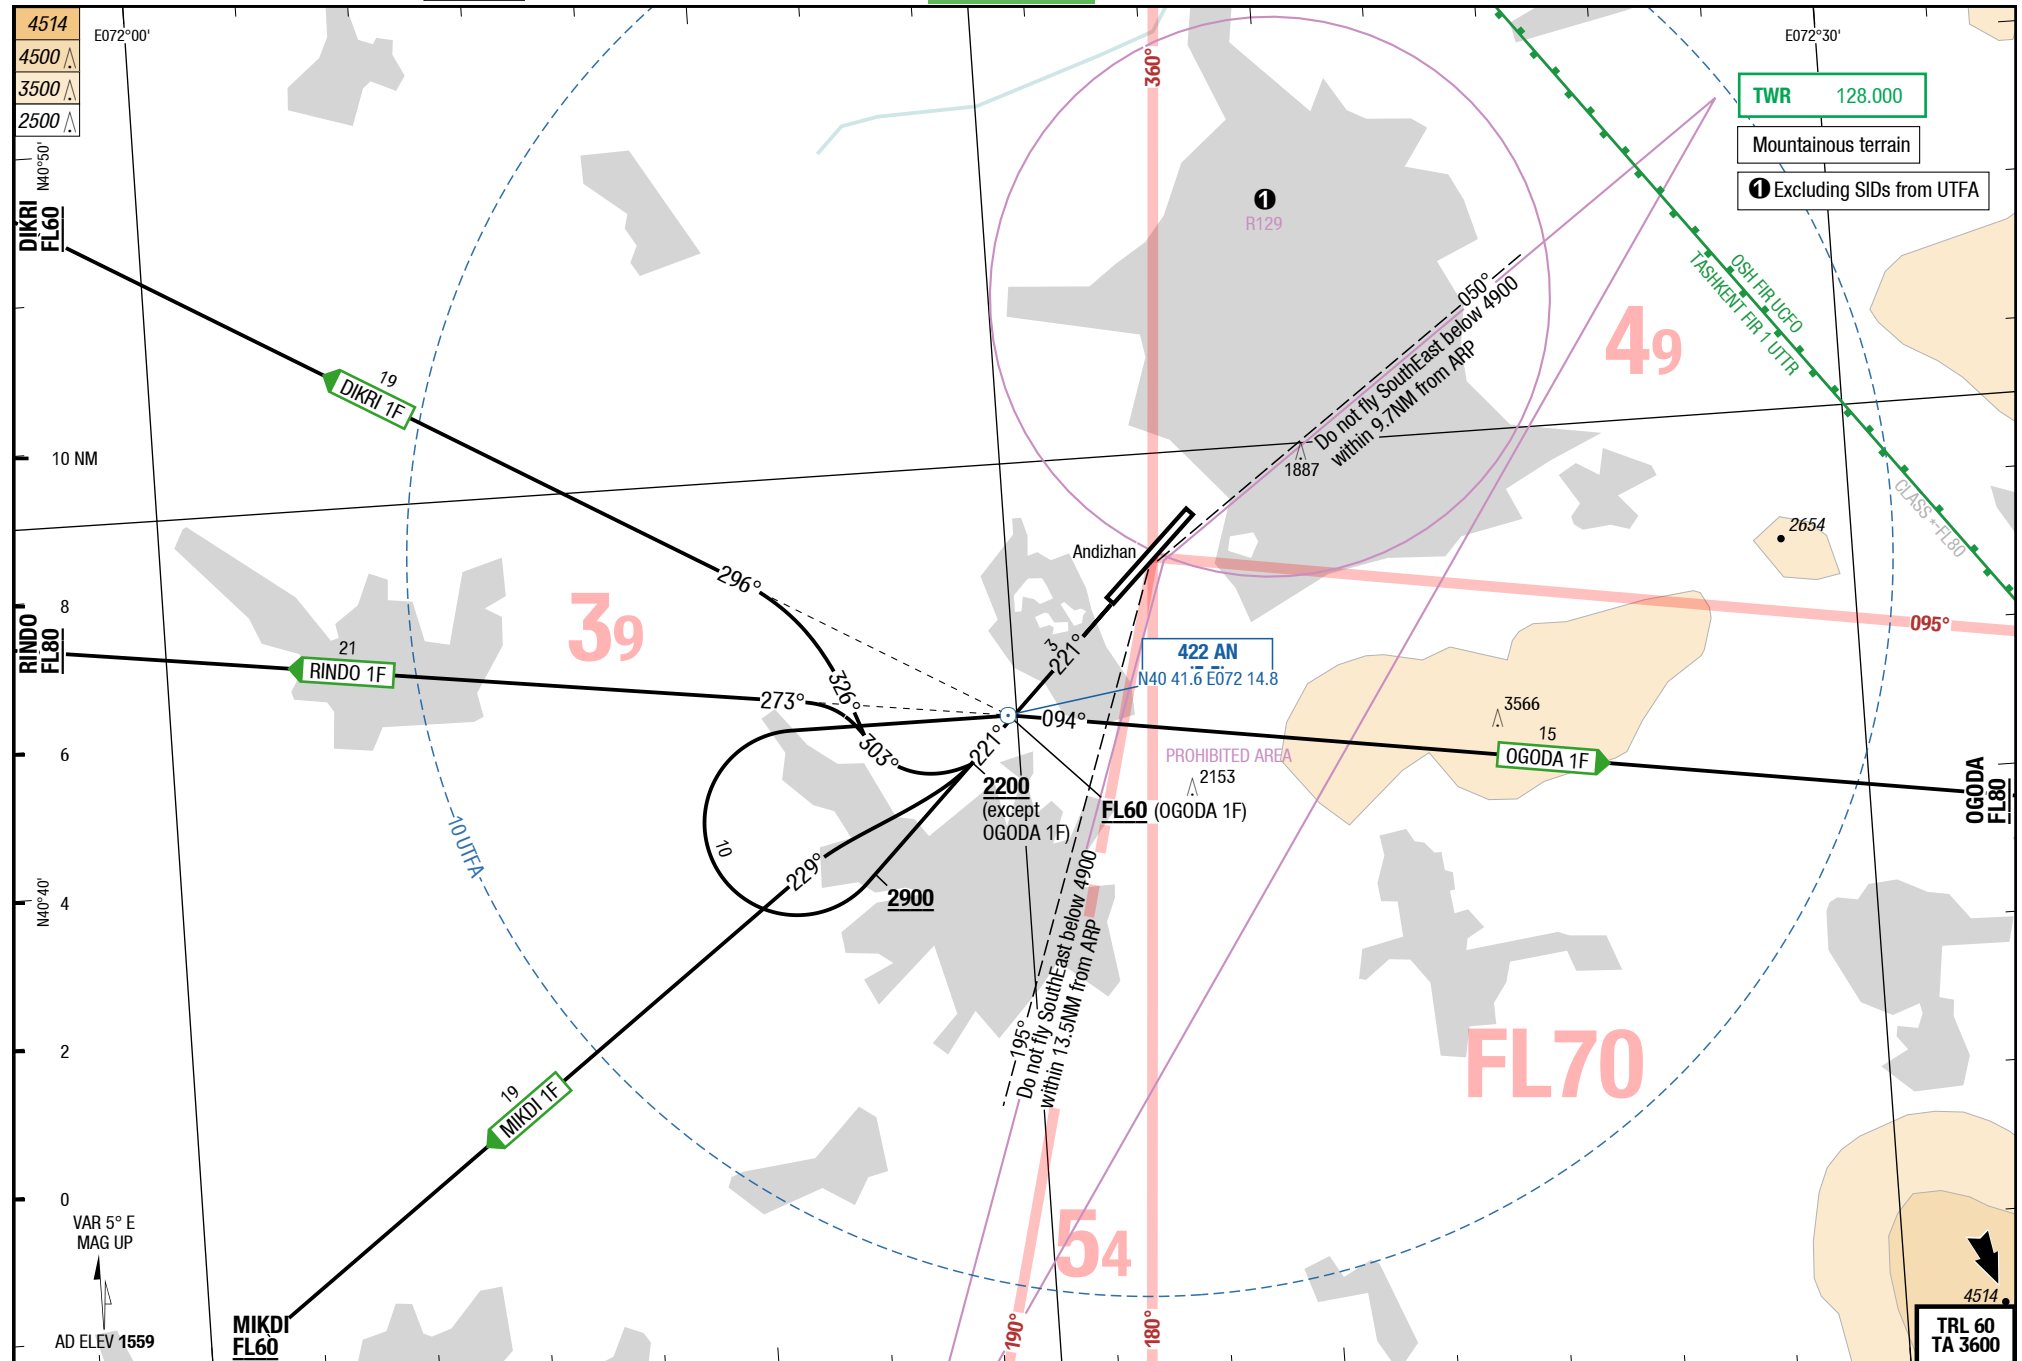 4514
4500
3500
2500
E072°00'
E072°30'
360°
TWR 128.000
Mountainous terrain
1 Excluding SIDs from UTFA
N40°50'
DIKRI
FL60
1
R129
OSH FIR UCFO
TASHKENT FIR 1 UTTR
050°
Do not fly SouthEast below 4900
within 9.7NM from ARP
49
19
DIKRI 1F
10 NM
1887
CLASS *-FL80
2654
Andizhan
296°
39
8
RINDO
FL80
095°
21
RINDO 1F
3
221°
422 AN
N40 41.6 E072 14.8
326°
273°
094°
3566
15
OGODA 1F
303°
221°
6
PROHIBITED AREA
2153
2200
(except
OGODA 1F)
FL60 (OGODA 1F)
OGODA
FL80
10 UTFA
10
229°
2900
N40°40'
4
195°
Do not fly SouthEast below 4900
within 13.5NM from ARP
2
FL70
19
MIKDI 1F
0
VAR 5° E
MAG UP
54
4514
AD ELEV 1559
MIKDI
FL60
190°
180°
TRL 60
TA 3600